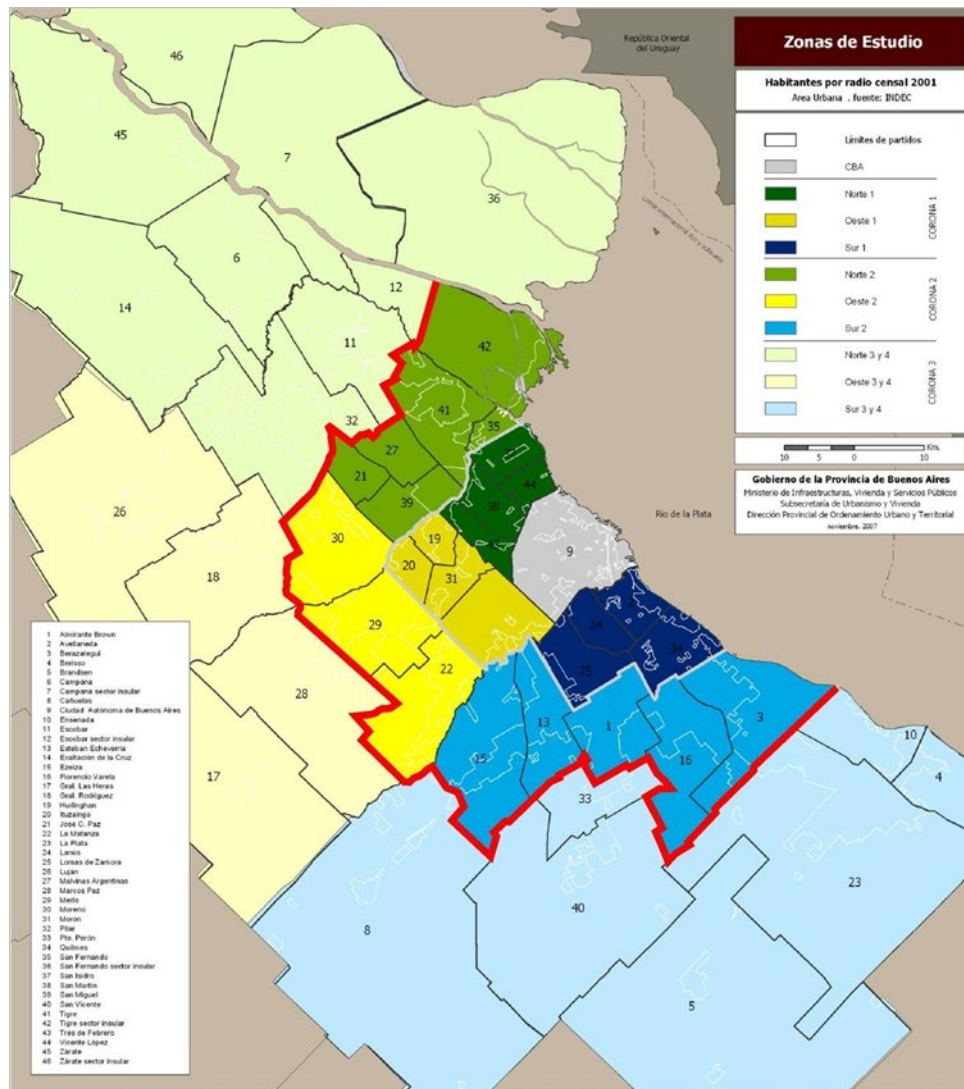 República Oriental
del Uruguay
Zonas de Estudio
Habitantes por radio censal 2001
Area Urbana . fuente: INDEC
Límites de partidos
CBA
Norte 1
Oeste 1
Sur 1
CORONA 1
Norte 2
Oeste 2
Sur 2
CORONA 2
Norte 3 y 4
Oeste 3 y 4
Sur 3 y 4
CORONA 3
Km.
10 5 0 10
Gobierno de la Provincia de Buenos Aires
Ministerio de Infraestructuras, Vivienda y Servicios Públicos
Subsecretaría de Urbanismo y Vivienda
Dirección Provincial de Ordenamiento Urbano y Territorial
noviembre, 2007
Rio de la Plata
46
45
7
36
6
12
14
11
42
41
35
32
27
21
39
44
38
26
30
19
9
20
31
18
29
24
34
22
25
28
13
1
3
15
16
10
4
33
17
23
8
40
5
1 Almirante Brown
2 Avellaneda
3 Berazategui
4 Berisso
5 Brandsen
6 Campana
7 Campana sector insular
8 Cañuelas
9 Ciudad Autónoma de Buenos Aires
10 Ensenada
11 Escobar
12 Escobar sector insular
13 Esteban Echeverría
14 Exaltación de la Cruz
15 Ezeiza
16 Florencio Varela
17 Gral. Las Heras
18 Gral. Rodríguez
19 Hurlingham
20 Ituzaingo
21 José C. Paz
22 La Matanza
23 La Plata
24 Lanús
25 Lomas de Zamora
26 Luján
27 Malvinas Argentinas
28 Marcos Paz
29 Merlo
30 Moreno
31 Moron
32 Pilar
33 Pte. Perón
34 Quilmes
35 San Fernando
36 San Fernando sector insular
37 San Isidro
38 San Martín
39 San Miguel
40 San Vicente
41 Tigre
42 Tigre sector insular
43 Tres de Febrero
44 Vicente López
45 Zárate
46 Zárate sector insular